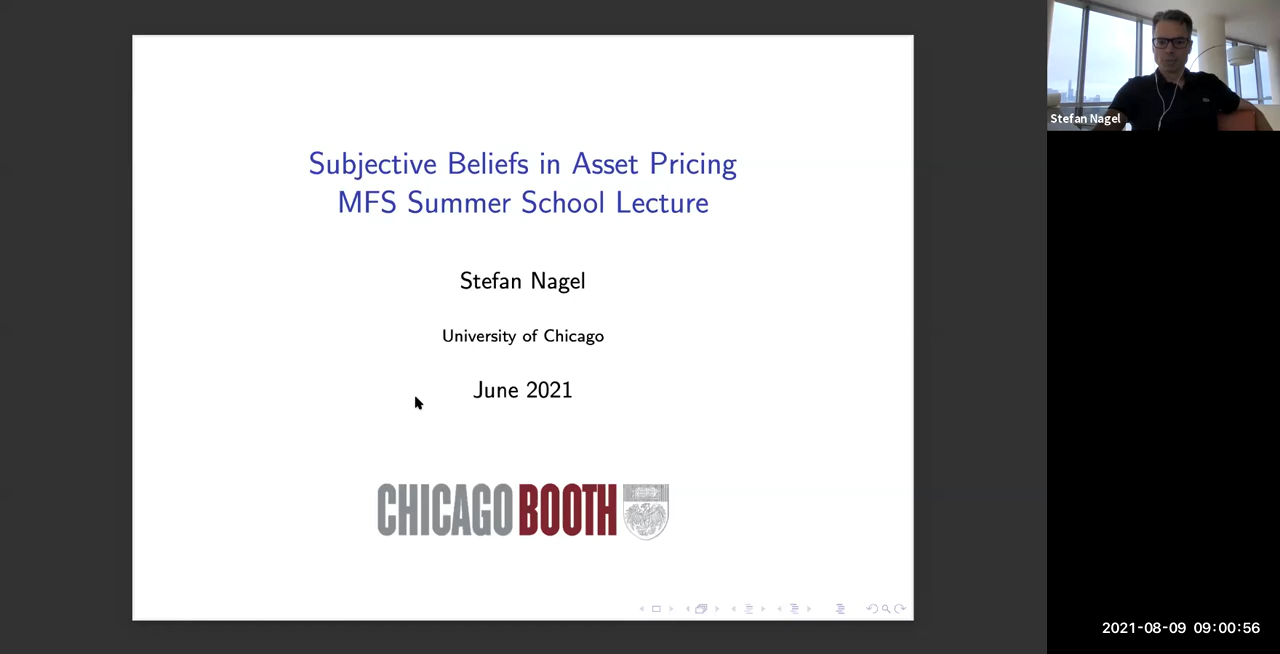 Subjective Beliefs in Asset Pricing
MFS Summer School Lecture
Stefan Nagel
University of Chicago
June 2021
CHICAGO BOOTH
Stefan Nagel
2021-08-09 09:00:56